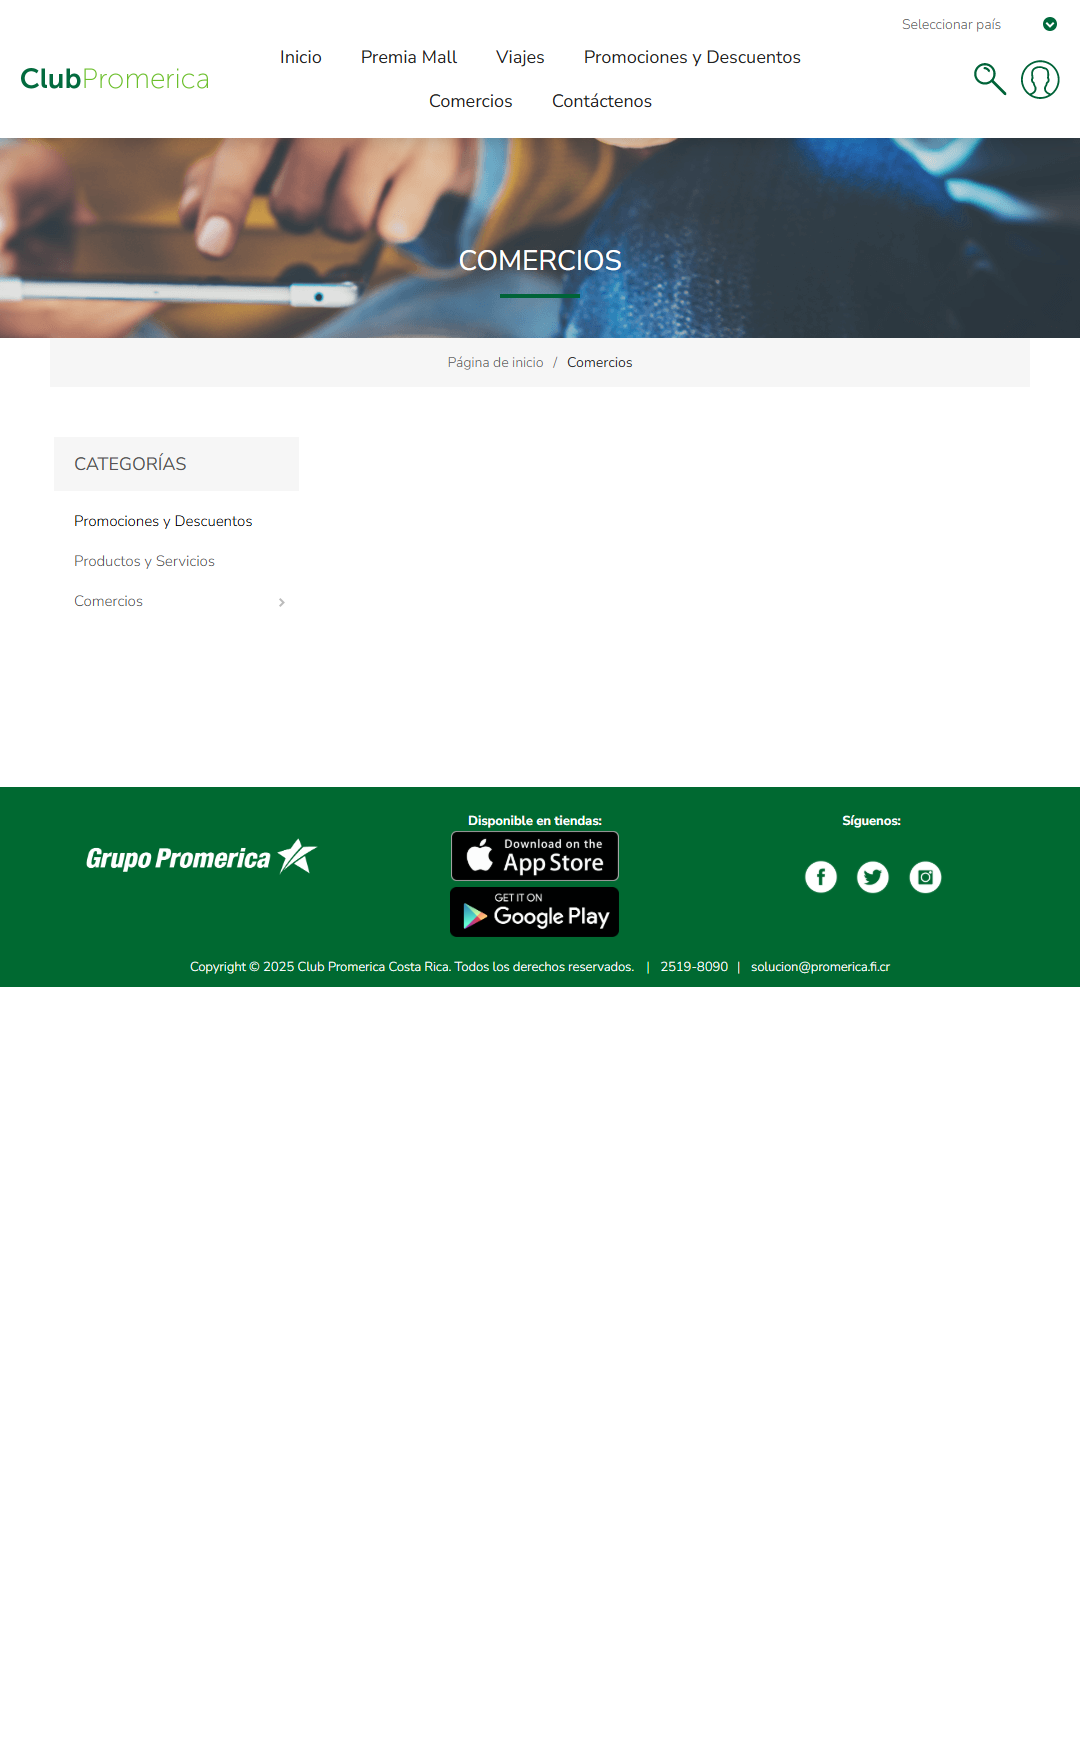 Seleccionar país
Inicio Premia Mall Viajes Promociones y Descuentos
ClubPromerica
Comercios Contáctenos
COMERCIOS
Página de inicio / Comercios
CATEGORÍAS
Promociones y Descuentos
Productos y Servicios
Comercios
Grupo Promerica
Disponible en tiendas:
Download on the
App Store
GET IT ON
Google Play
Síguenos:
Copyright © 2025 Club Promerica Costa Rica. Todos los derechos reservados. | 2519-8090 | solucion@promerica.fi.cr